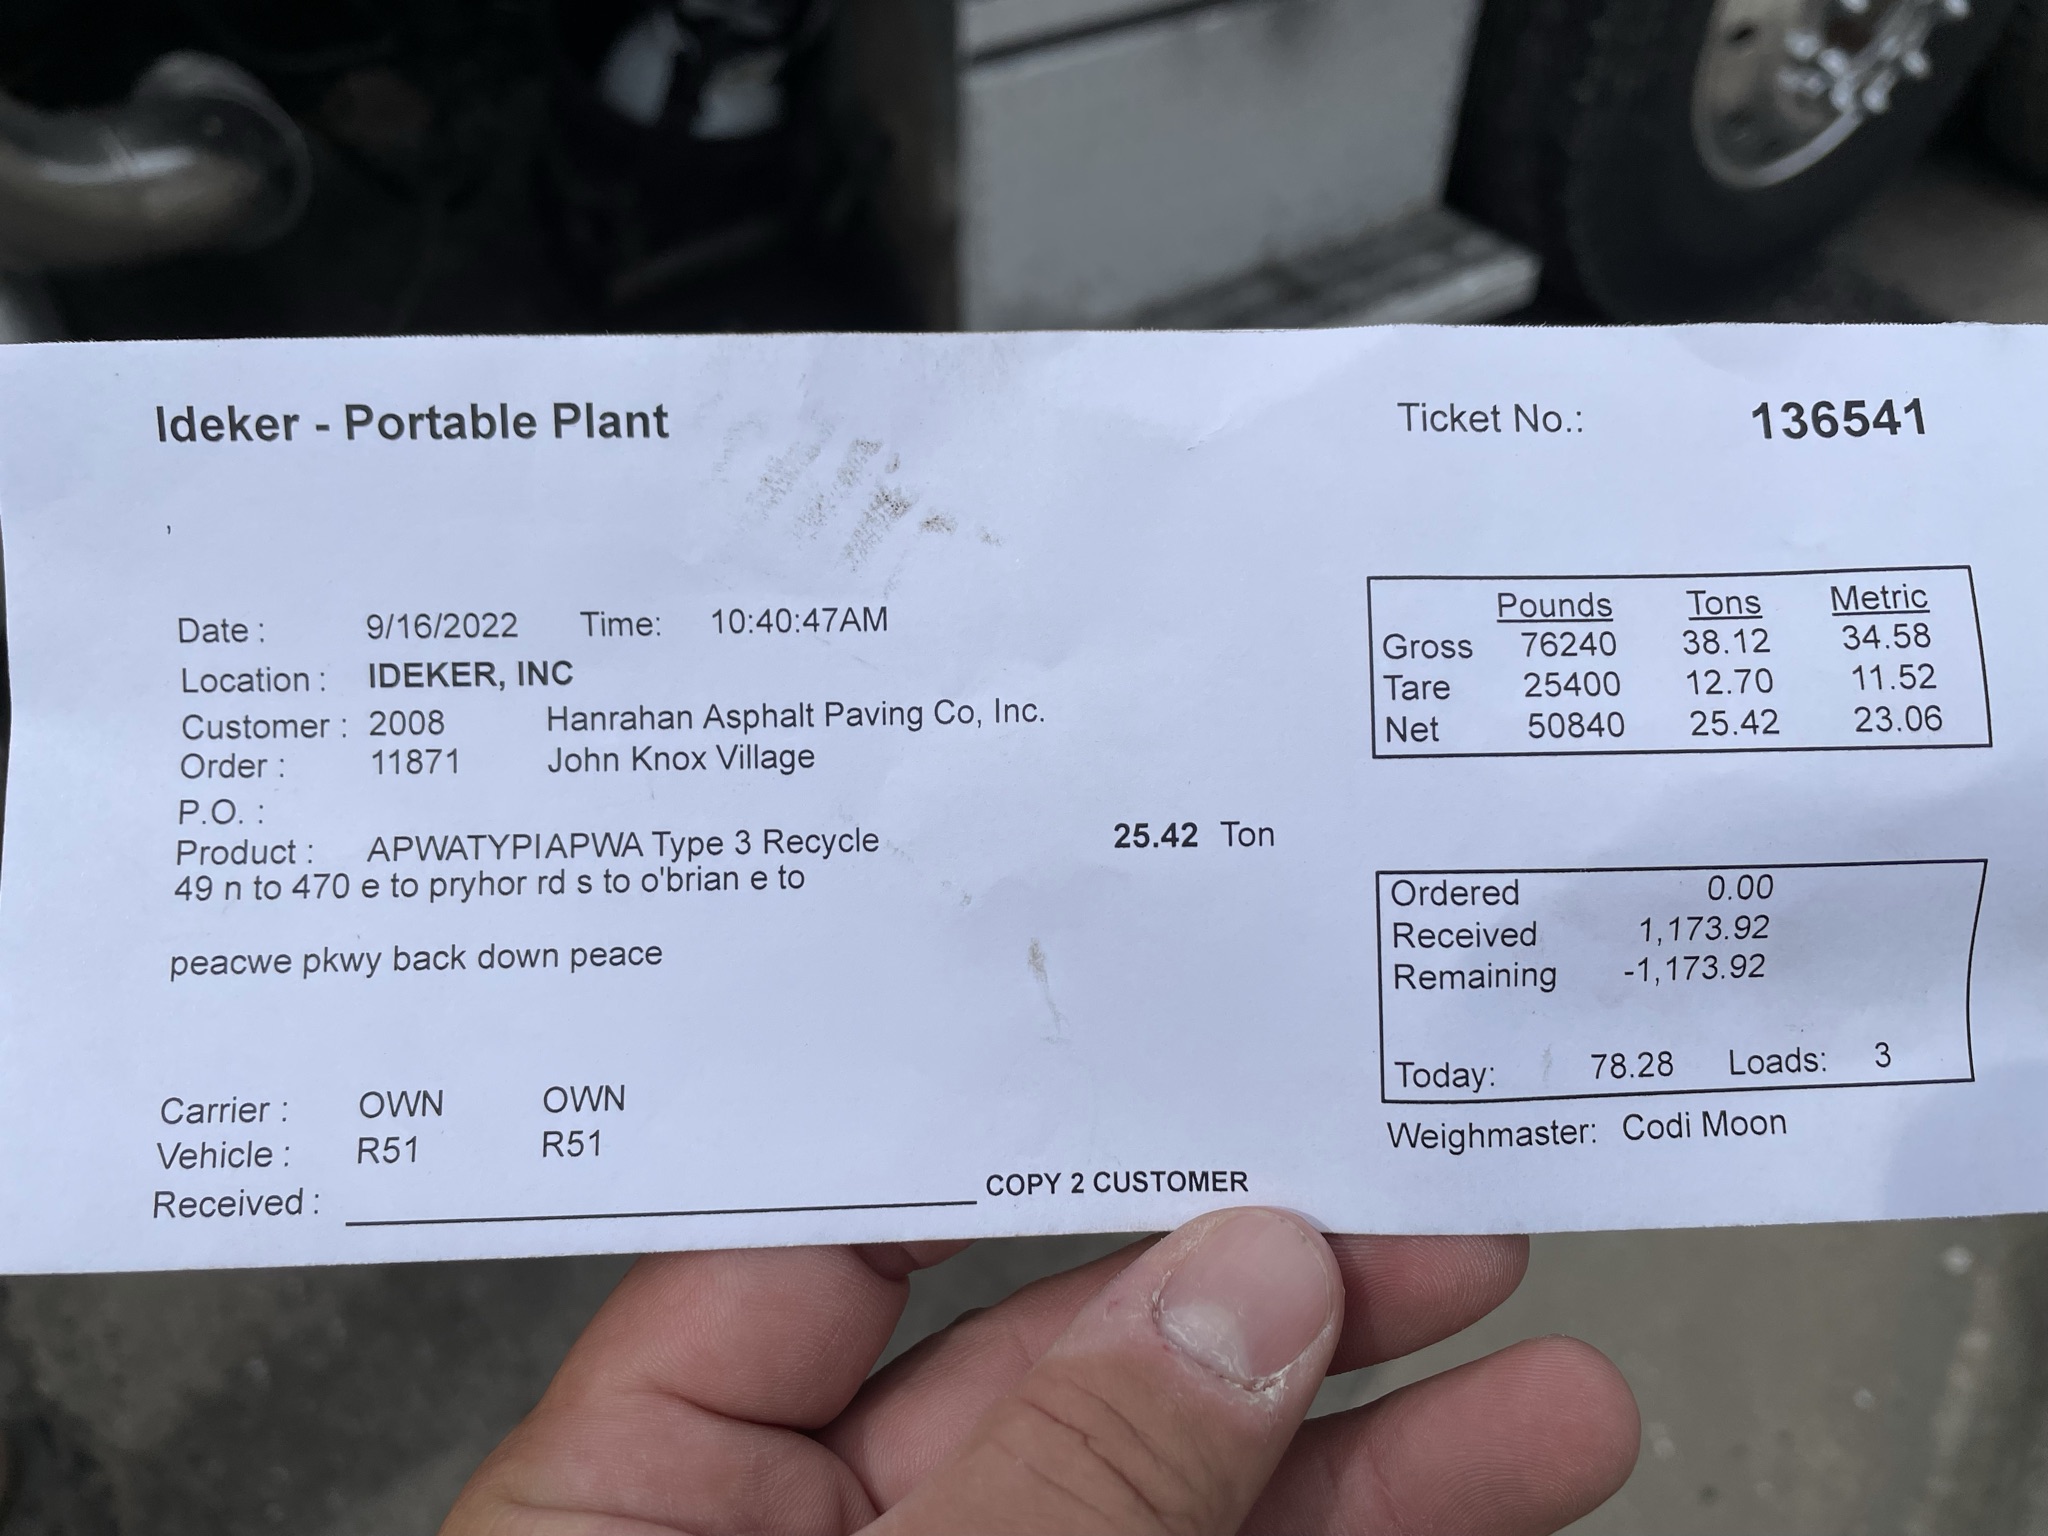 Ideker - Portable Plant
Ticket No.: 136541
,
Date : 9/16/2022 Time: 10:40:47AM
Location : IDEKER, INC
Customer : 2008 Hanrahan Asphalt Paving Co, Inc.
Order : 11871 John Knox Village
P.O. :
Product : APWATYPIAPWA Type 3 Recycle 25.42 Ton
49 n to 470 e to pryhor rd s to o'brian e to
peacwe pkwy back down peace
Pounds Tons Metric
Gross 76240 38.12 34.58
Tare 25400 12.70 11.52
Net 50840 25.42 23.06
Ordered 0.00
Received 1,173.92
Remaining -1,173.92
Today: 78.28 Loads: 3
Weighmaster: Codi Moon
Carrier : OWN OWN
Vehicle : R51 R51
Received :
COPY 2 CUSTOMER